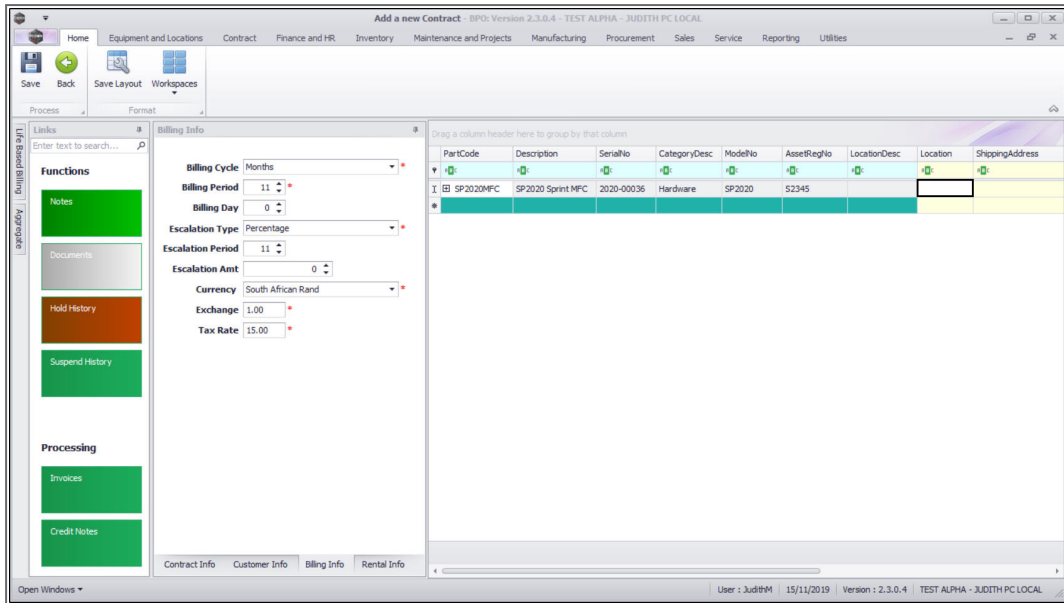 Add a new Contract - BPO: Version 2.3.0.4 - TEST ALPHA - JUDITH PC LOCAL
Home Equipment and Locations Contract Finance and HR Inventory Maintenance and Projects Manufacturing Procurement Sales Service Reporting Utilities
Save Back Save Layout Workspaces
Process Format
Life Based Billing
Aggregate
Links
Enter text to search...
Functions
Notes
Documents
Hold History
Suspend History
Processing
Invoices
Credit Notes
Billing Info
Billing Cycle Months *
Billing Period 11 *
Billing Day 0
Escalation Type Percentage *
Escalation Period 11
Escalation Amt 0
Currency South African Rand *
Exchange 1.00 *
Tax Rate 15.00 *
Contract Info Customer Info Billing Info Rental Info
Drag a column header here to group by that column
PartCode Description SerialNo CategoryDesc ModelNo AssetRegNo LocationDesc Location ShippingAddress
SP2020MFC SP2020 Sprint MFC 2020-00036 Hardware SP2020 S2345
Open Windows User : JudithM 15/11/2019 Version : 2.3.0.4 TEST ALPHA - JUDITH PC LOCAL